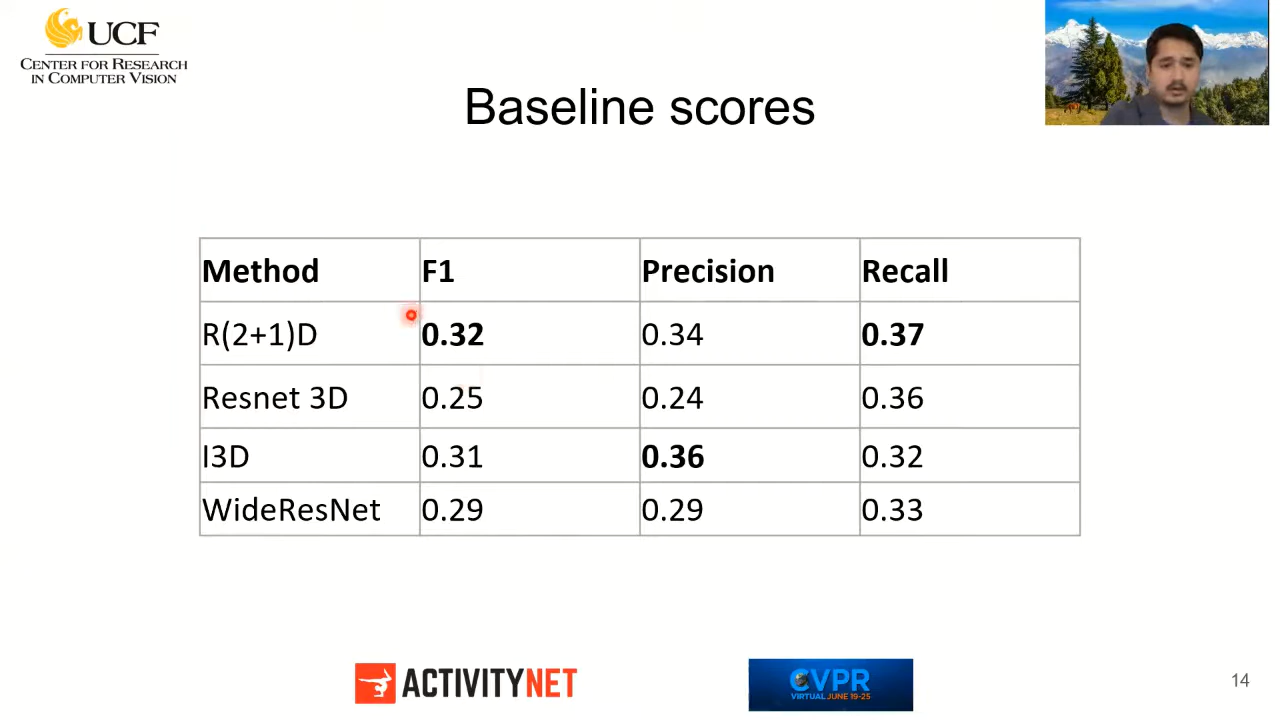 UCF
CENTER FOR RESEARCH
IN COMPUTER VISION
Baseline scores
Method F1 Precision Recall
R(2+1)D 0.32 0.34 0.37
Resnet 3D 0.25 0.24 0.36
I3D 0.31 0.36 0.32
WideResNet 0.29 0.29 0.33
ACTIVITYNET
CVPR
VIRTUAL JUNE 19-25
14